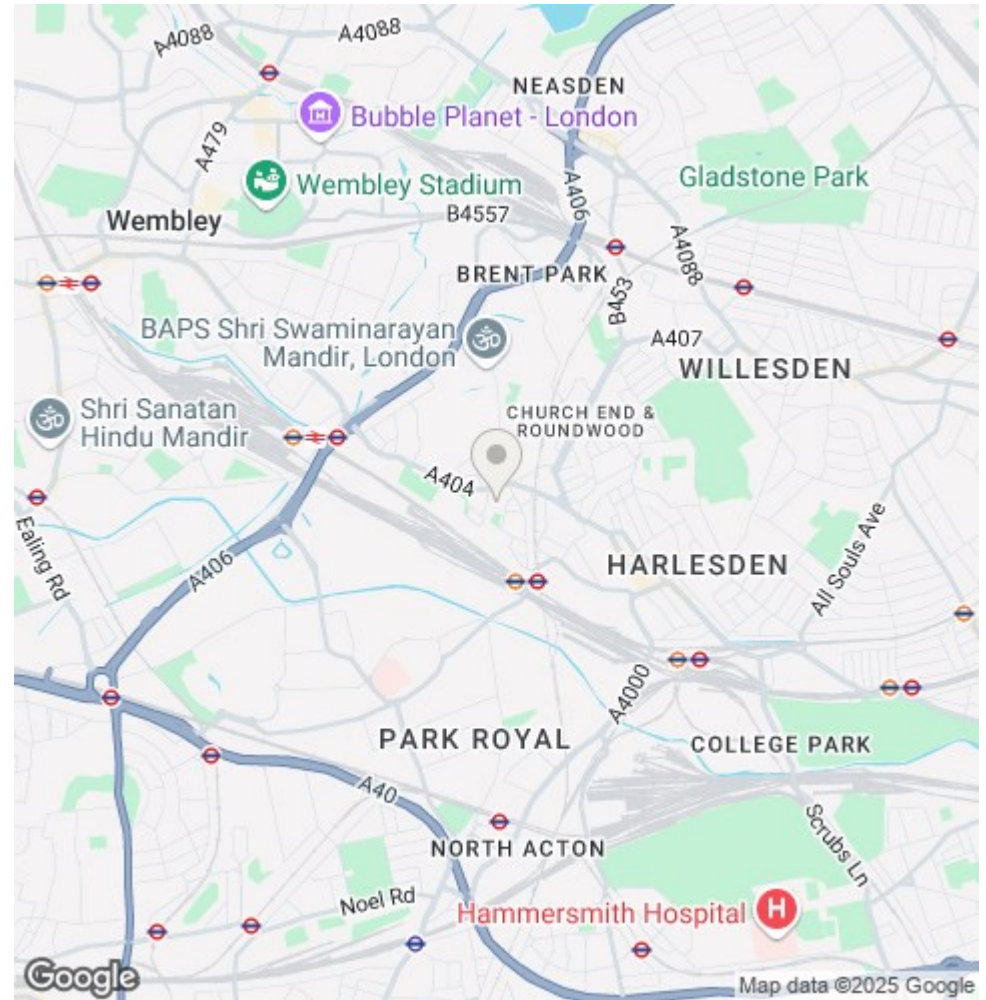 A4088
A4088
NEASDEN
Bubble Planet - London
A479
Gladstone Park
Wembley Stadium
A406
B4557
Wembley
A4088
BRENT PARK
B453
A407
BAPS Shri Swaminarayan
Mandir, London
WILLESDEN
Shri Sanatan
Hindu Mandir
CHURCH END &
ROUNDWOOD
A404
Ealing Rd
A406
HARLESDEN
All Souls Ave
A4000
PARK ROYAL
COLLEGE PARK
A40
Scrubs Ln
NORTH ACTON
Noel Rd
Hammersmith Hospital
H
Google
Map data ©2025 Google